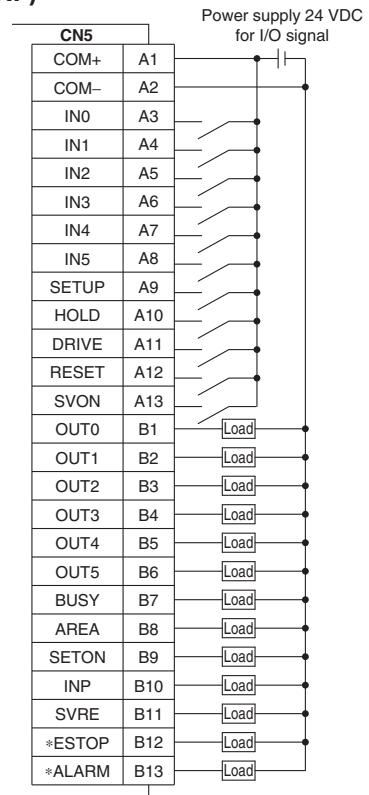 Power supply 24 VDC
for I/O signal
CN5
COM+ A1
COM– A2
IN0 A3
IN1 A4
IN2 A5
IN3 A6
IN4 A7
IN5 A8
SETUP A9
HOLD A10
DRIVE A11
RESET A12
SVON A13
OUT0 B1 Load
OUT1 B2 Load
OUT2 B3 Load
OUT3 B4 Load
OUT4 B5 Load
OUT5 B6 Load
BUSY B7 Load
AREA B8 Load
SETON B9 Load
INP B10 Load
SVRE B11 Load
*ESTOP B12 Load
*ALARM B13 Load